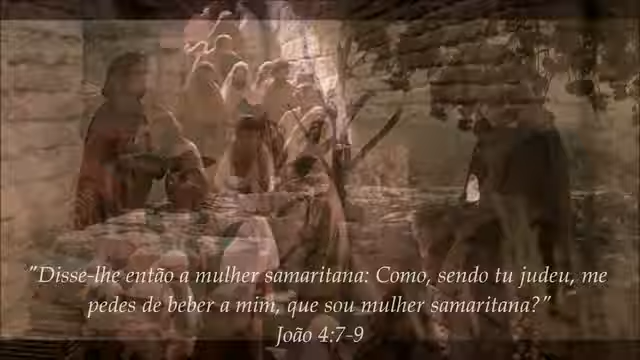 "Disse-lhe então a mulher samaritana: Como, sendo tu judeu, me
pedes de beber a mim, que sou mulher samaritana?"
João 4:7-9